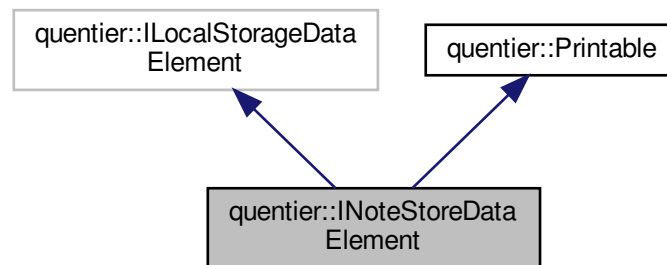 quentier::ILocalStorageData
Element
quentier::Printable
quentier::INoteStoreData
Element